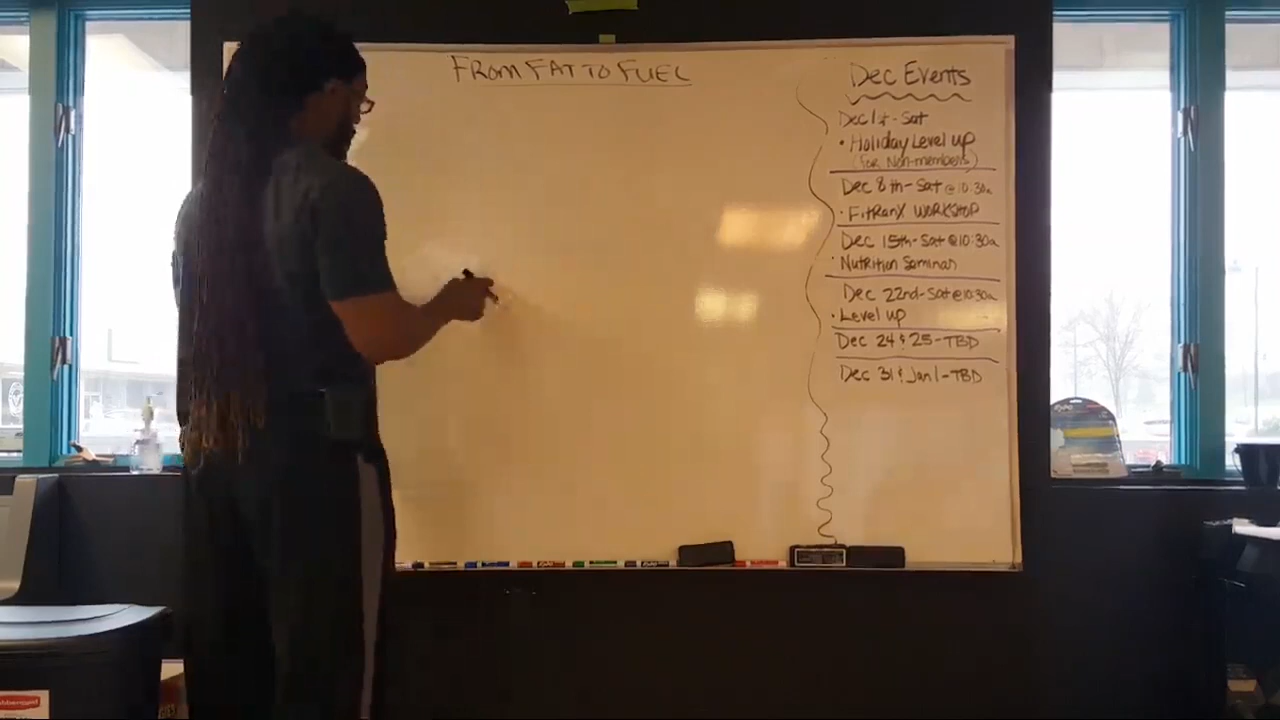 FROM FAT TO FUEL
Dec Events
Dec 1st - Sat
• Holiday Level up
(for Non-members)
Dec 8th - Sat @ 10:30a
• FitRanX WORKSHOP
Dec 15th - Sat @ 10:30a
• Nutrition Seminar
Dec 22nd - Sat @ 10:30a
• Level up
Dec 24 & 25 - TBD
Dec 31 & Jan 1 - TBD